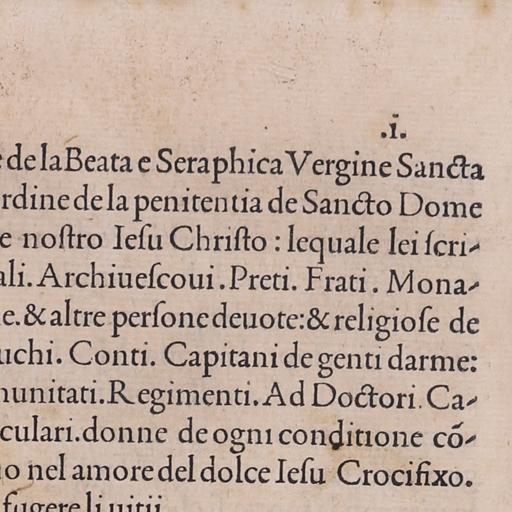 .i.
e de la Beata e Seraphica Vergine Sancta
rdine de la penitentia de Sancto Dome
e noſtro Ieſu Chriſto : lequale lei ſcri-
ali. Archiueſcoui . Preti. Frati . Mona-
e. & altre perſone deuote: & religioſe de
uchi. Conti. Capitani de genti darme:
munitati. Regimenti. Ad Doctori. Ca-
culari. donne de ogni conditione cõ-
o nel amore del dolce Ieſu Crocifixo.
fugere li uitii